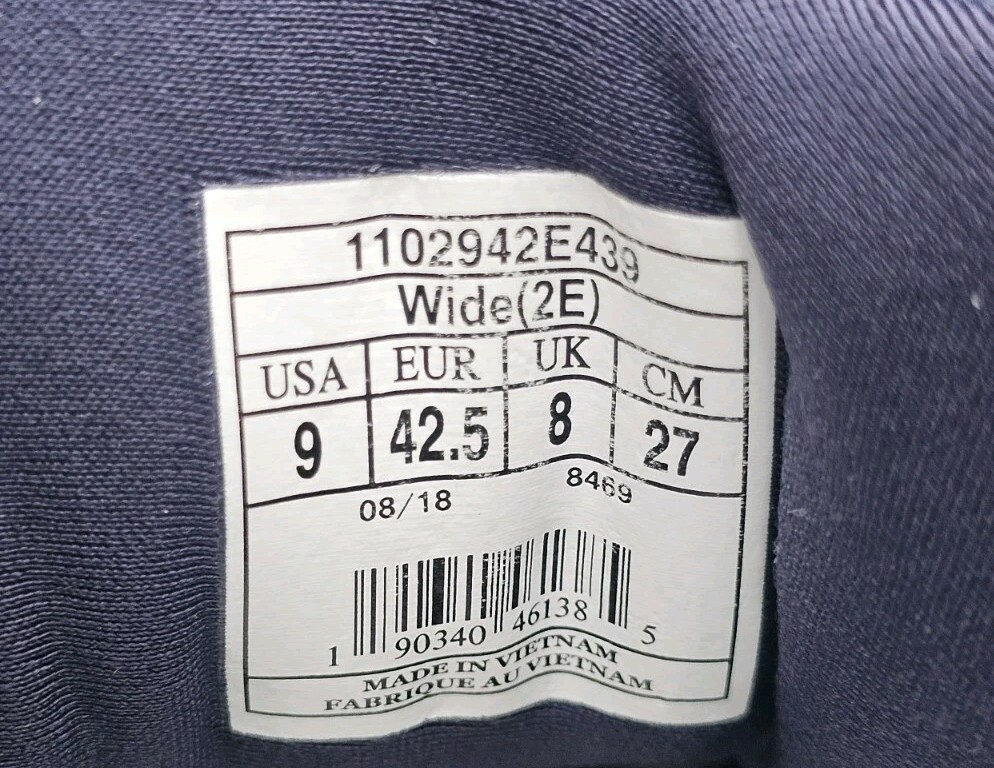 1102942E439
Wide(2E)
USA EUR UK CM
9 42.5 8 27
08/18 8469
1 90340 46138 5
MADE IN VIETNAM
FABRIQUE AU VIETNAM